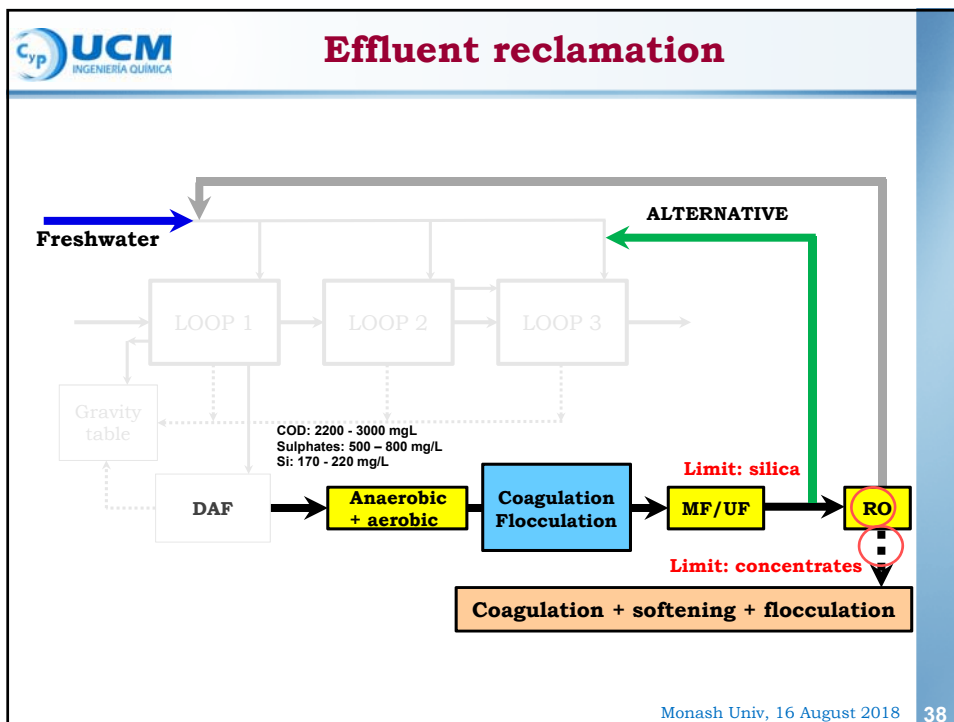 CyP UCM
INGENIERÍA QUÍMICA
Effluent reclamation
ALTERNATIVE
Freshwater
LOOP 1
LOOP 2
LOOP 3
Gravity
table
COD: 2200 - 3000 mgL
Sulphates: 500 – 800 mg/L
Si: 170 - 220 mg/L
Limit: silica
DAF
Anaerobic
+ aerobic
Coagulation
Flocculation
MF/UF
RO
Limit: concentrates
Coagulation + softening + flocculation
Monash Univ, 16 August 2018
38